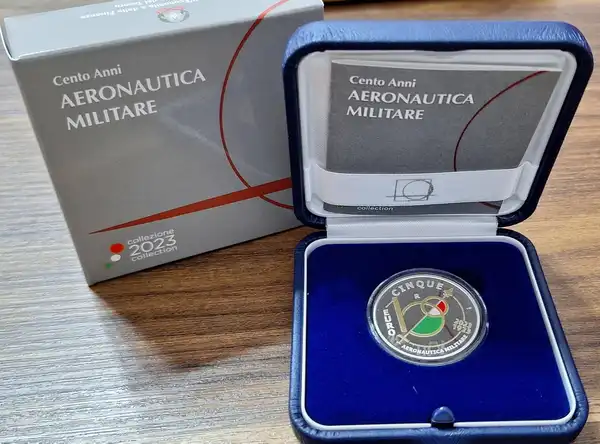 Cento Anni
AERONAUTICA
MILITARE
collezione
2023
collection
Cento Anni
AERONAUTICA
MILITARE
collection
CINQUE
R
EURO
AERONAUTICA MILITARE